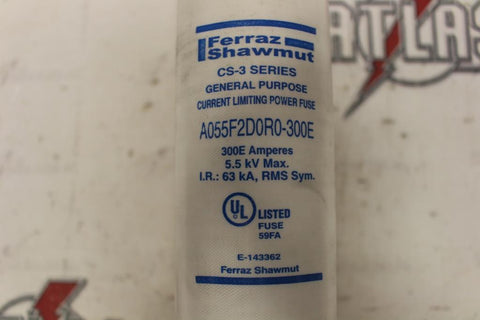 Ferraz
Shawmut
CS-3 SERIES
GENERAL PURPOSE
CURRENT LIMITING POWER FUSE
A055F2D0R0-300E
300E Amperes
5.5 kV Max.
I.R.: 63 kA, RMS Sym.
UL LISTED
FUSE
59FA
E-143362
Ferraz Shawmut
ATLAS